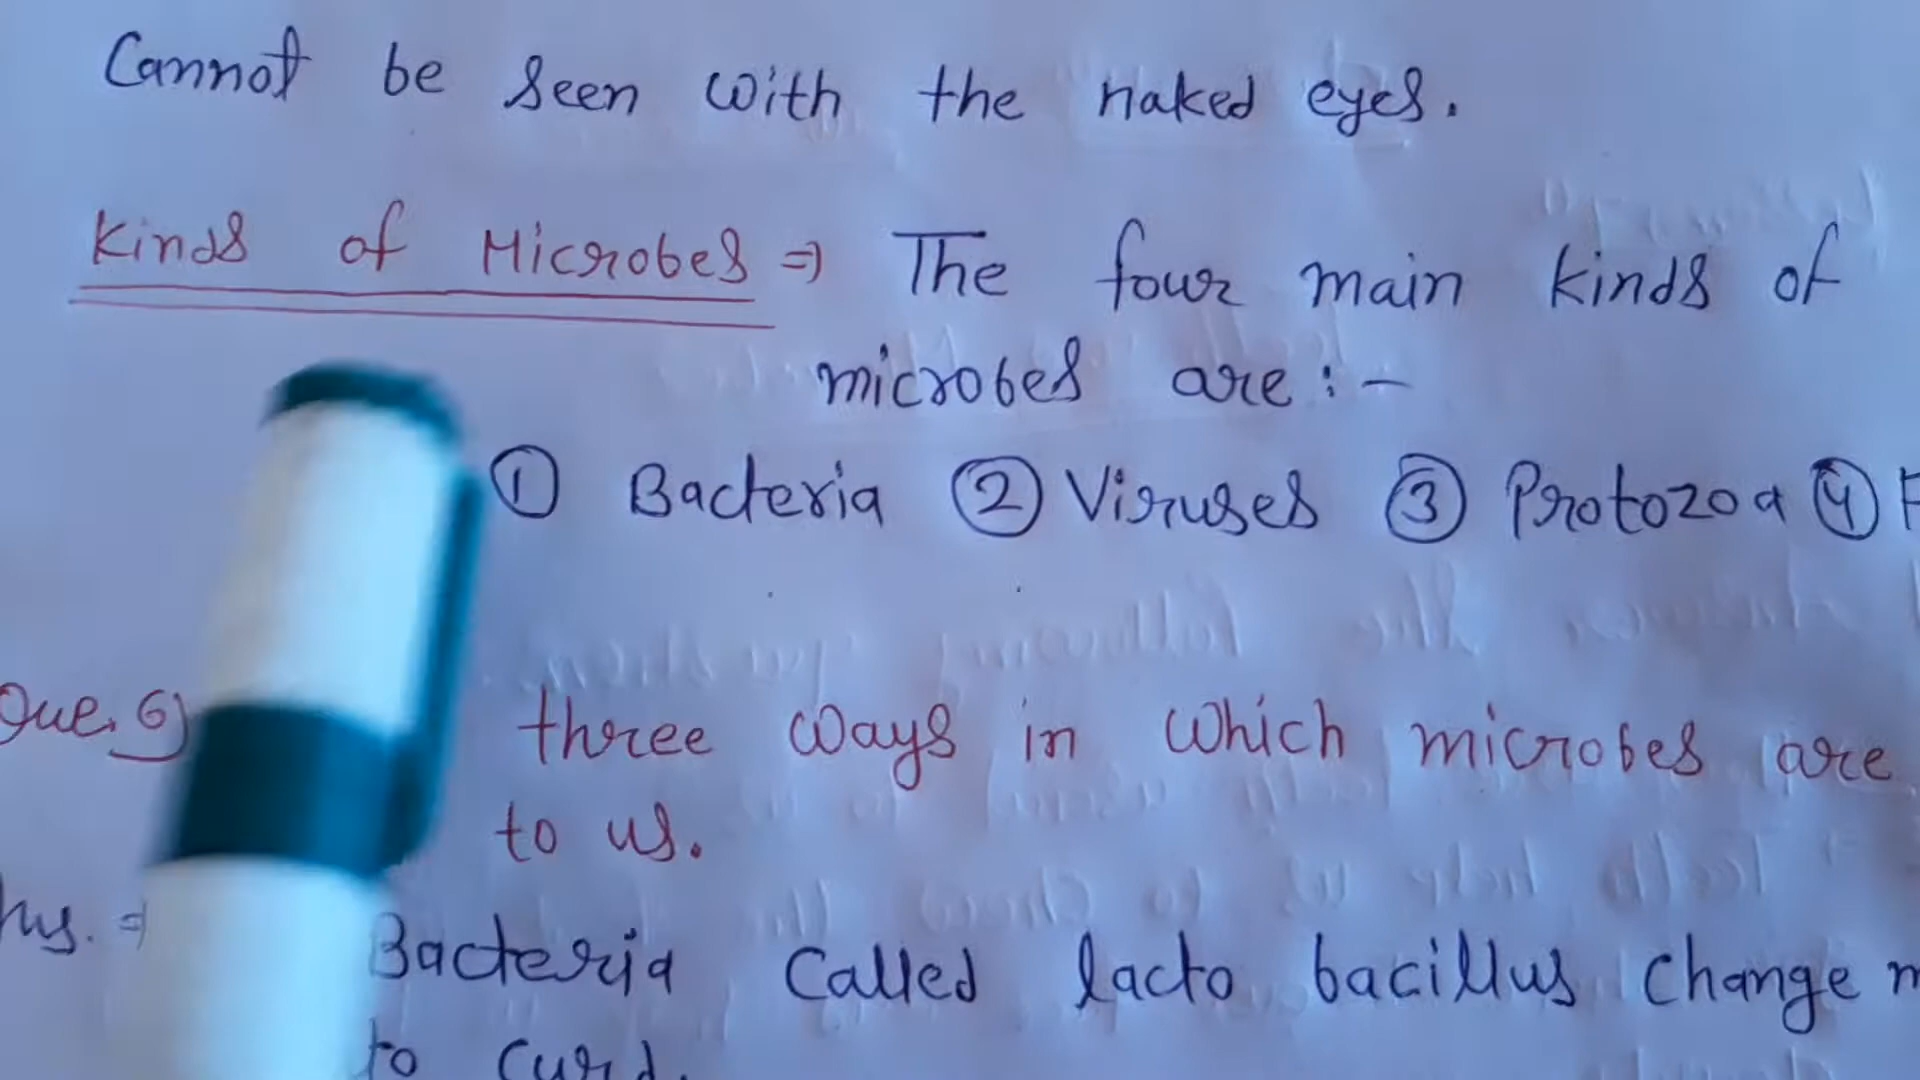 Cannot be seen with the naked eyes.
Kinds of Microbes ⇒ The four main kinds of
microbes are :-
① Bacteria ② Viruses ③ Protozoa ④ F
Que. 6) three ways in which microbes are
to us.
⇒ Bacteria Called lacto bacillus change m
to curd.